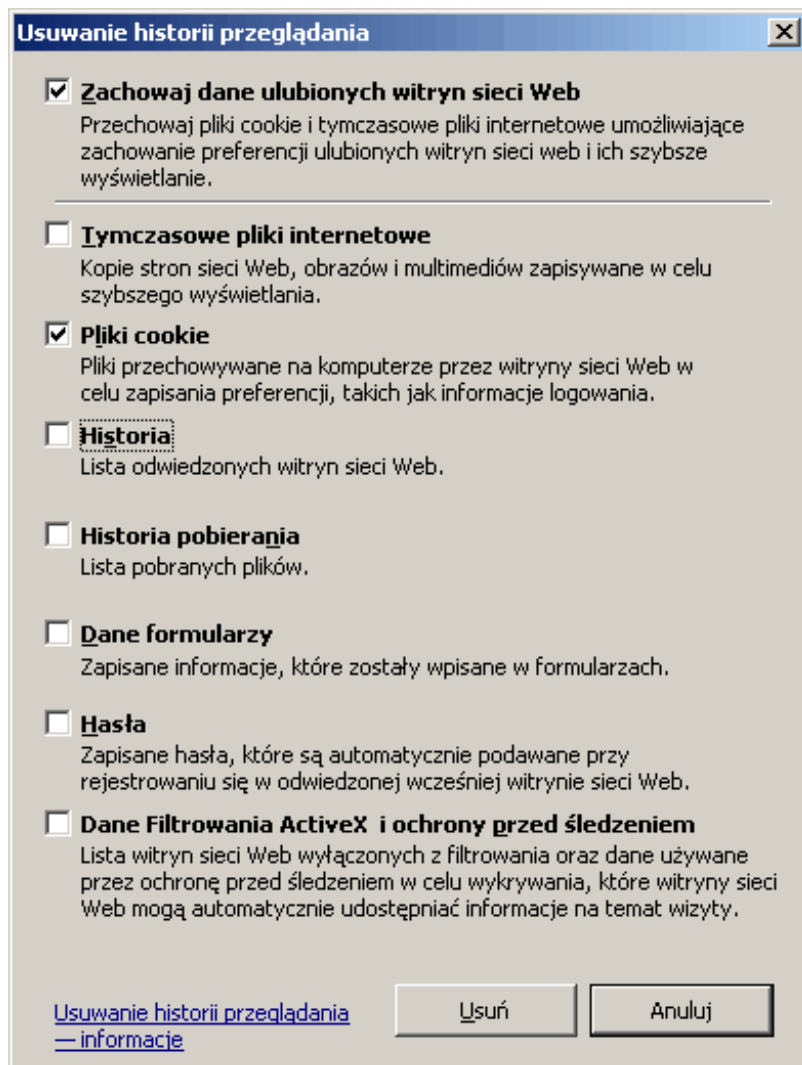 Usuwanie historii przeglądania
Zachowaj dane ulubionych witryn sieci Web
Przechowaj pliki cookie i tymczasowe pliki internetowe umożliwiające
zachowanie preferencji ulubionych witryn sieci web i ich szybsze
wyświetlanie.
Tymczasowe pliki internetowe
Kopie stron sieci Web, obrazów i multimediów zapisywane w celu
szybszego wyświetlania.
Pliki cookie
Pliki przechowywane na komputerze przez witryny sieci Web w
celu zapisania preferencji, takich jak informacje logowania.
Historia
Lista odwiedzonych witryn sieci Web.
Historia pobierania
Lista pobranych plików.
Dane formularzy
Zapisane informacje, które zostały wpisane w formularzach.
Hasła
Zapisane hasła, które są automatycznie podawane przy
rejestrowaniu się w odwiedzonej wcześniej witrynie sieci Web.
Dane Filtrowania ActiveX i ochrony przed śledzeniem
Lista witryn sieci Web wyłączonych z filtrowania oraz dane używane
przez ochronę przed śledzeniem w celu wykrywania, które witryny sieci
Web mogą automatycznie udostępniać informacje na temat wizyty.
Usuwanie historii przeglądania
— informacje
Usuń
Anuluj